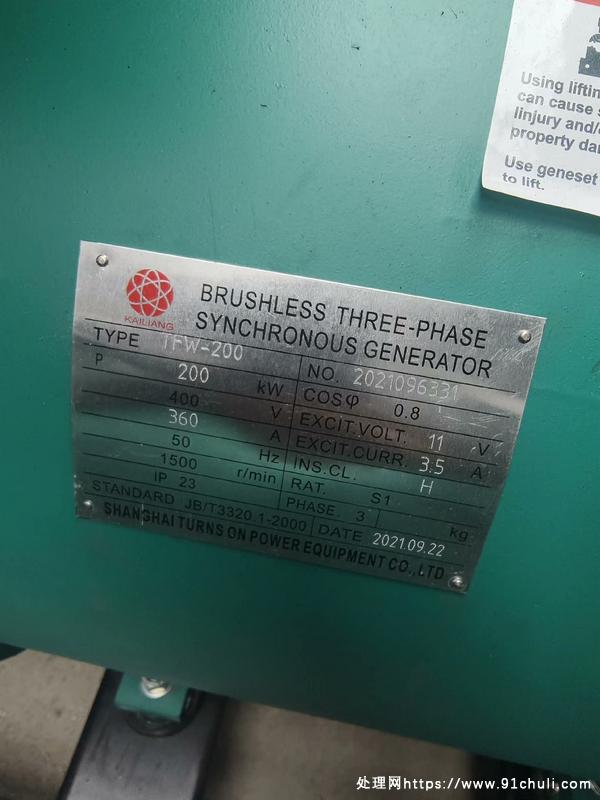 Using lifting
can cause
Iinjury and/
property da
Use geneset
to lift.
KAILIANG
BRUSHLESS THREE-PHASE
SYNCHRONOUS GENERATOR
TYPE TFW-200 NO. 2021096331
P 200 kW COSφ 0.8
400 V EXCIT.VOLT. 11 V
360 A EXCIT.CURR. 3.5 A
50 Hz INS.CL. H
1500 r/min RAT. S1
IP 23 PHASE. 3 kg
STANDARD JB/T3320.1-2000 DATE 2021.09.22
SHANGHAI TURNS ON POWER EQUIPMENT CO., LTD
处理网https://www.91chuli.com